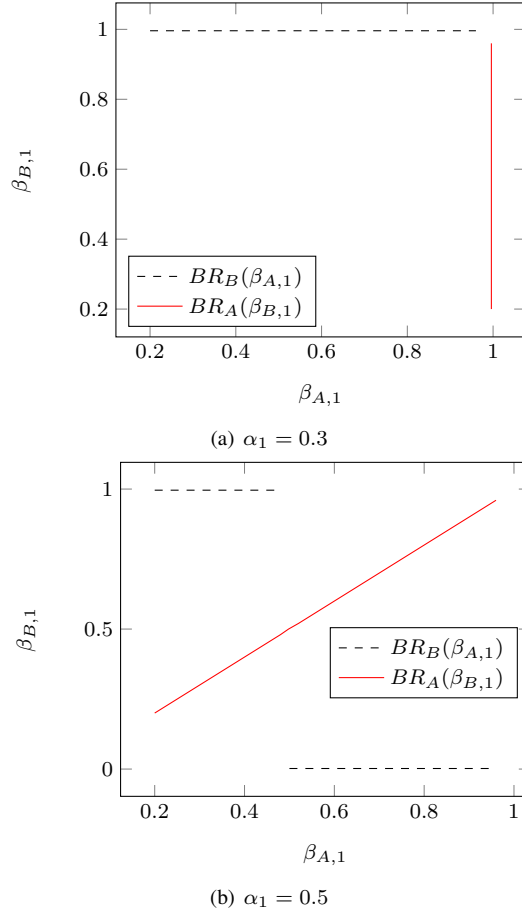 1
0.8
0.6
0.4
0.2
β_{B,1}
BR_B(β_{A,1})
BR_A(β_{B,1})
0.2 0.4 0.6 0.8 1
β_{A,1}
(a) α_1 = 0.3
1
0.5
0
β_{B,1}
BR_B(β_{A,1})
BR_A(β_{B,1})
0.2 0.4 0.6 0.8 1
β_{A,1}
(b) α_1 = 0.5